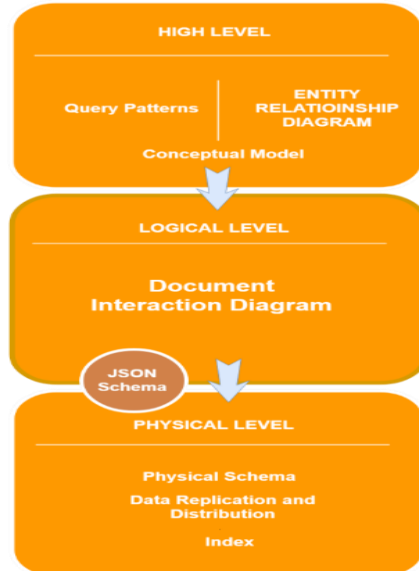 HIGH LEVEL
Query Patterns
ENTITY
RELATIOINSHIP
DIAGRAM
Conceptual Model
LOGICAL LEVEL
Document
Interaction Diagram
JSON
Schema
PHYSICAL LEVEL
Physical Schema
Data Replication and
Distribution
Index